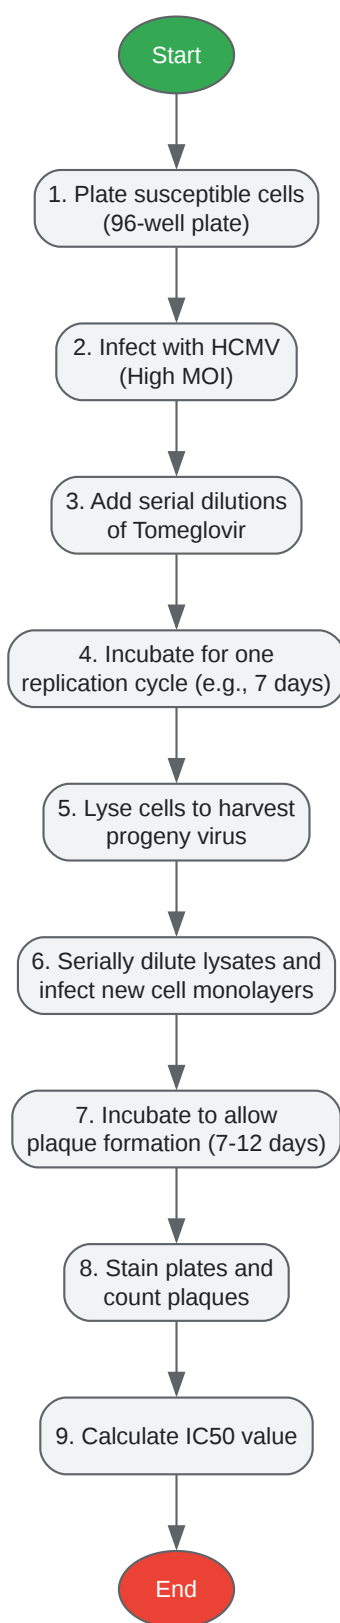 Start
1. Plate susceptible cells
(96-well plate)
2. Infect with HCMV
(High MOI)
3. Add serial dilutions
of Tomeglovir
4. Incubate for one
replication cycle (e.g., 7 days)
5. Lyse cells to harvest
progeny virus
6. Serially dilute lysates and
infect new cell monolayers
7. Incubate to allow
plaque formation (7-12 days)
8. Stain plates and
count plaques
9. Calculate IC50 value
End